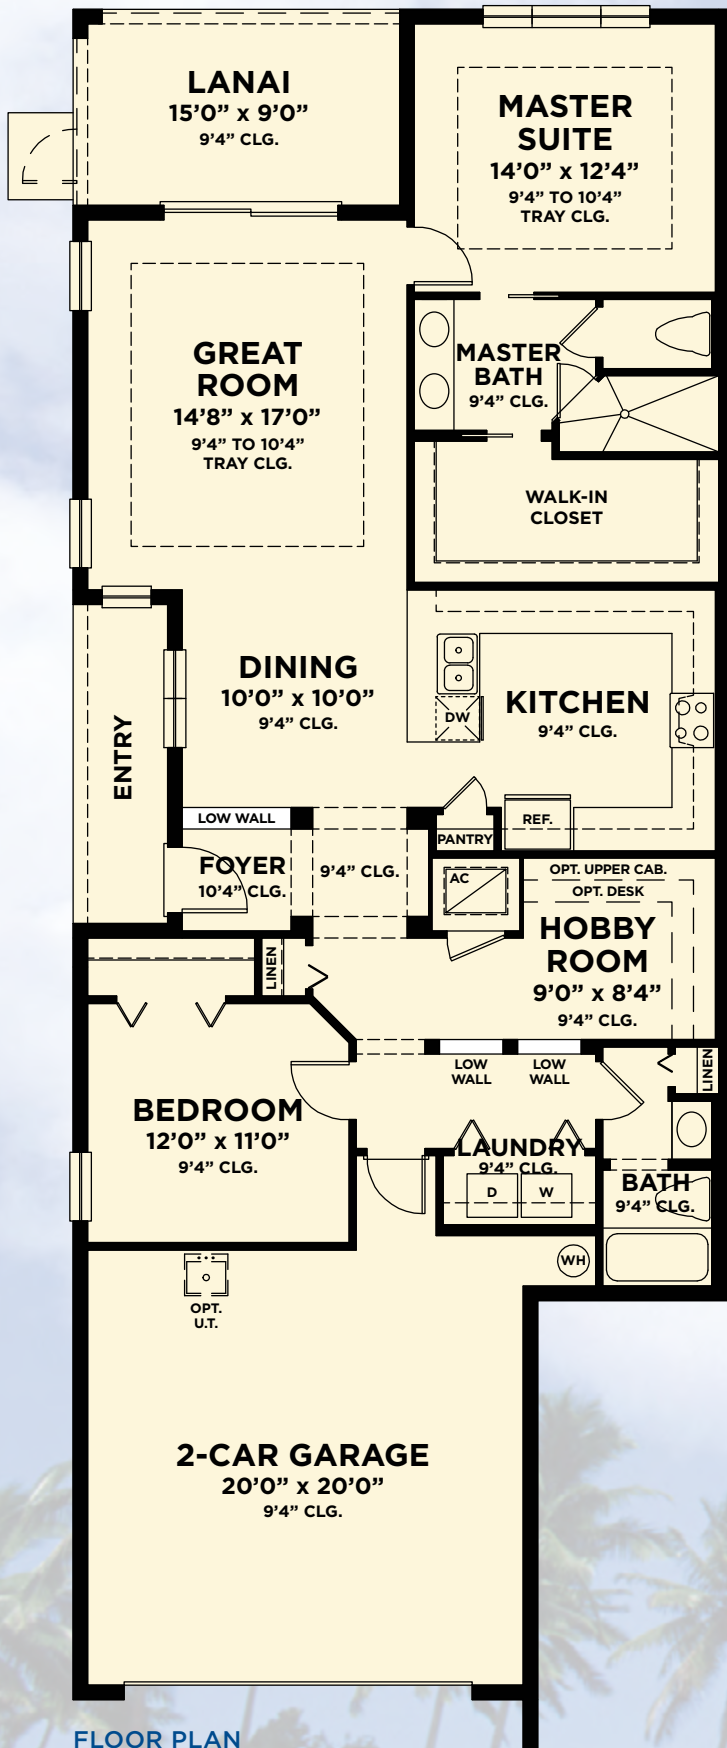 LANAI
15’0” x 9’0”
9’4” CLG.
MASTER
SUITE
14’0” x 12’4”
9’4” TO 10’4”
TRAY CLG.
GREAT
ROOM
14’8” x 17’0”
9’4” TO 10’4”
TRAY CLG.
MASTER
BATH
9’4” CLG.
WALK-IN
CLOSET
DINING
10’0” x 10’0”
9’4” CLG.
KITCHEN
9’4” CLG.
DW
ENTRY
LOW WALL
REF.
PANTRY
FOYER
10’4” CLG.
9’4” CLG.
AC
OPT. UPPER CAB.
OPT. DESK
HOBBY
ROOM
9’0” x 8’4”
9’4” CLG.
LINEN
LOW
WALL
LOW
WALL
LINEN
BEDROOM
12’0” x 11’0”
9’4” CLG.
LAUNDRY
9’4” CLG.
D
W
BATH
9’4” CLG.
WH
OPT.
U.T.
2-CAR GARAGE
20’0” x 20’0”
9’4” CLG.
FLOOR PLAN